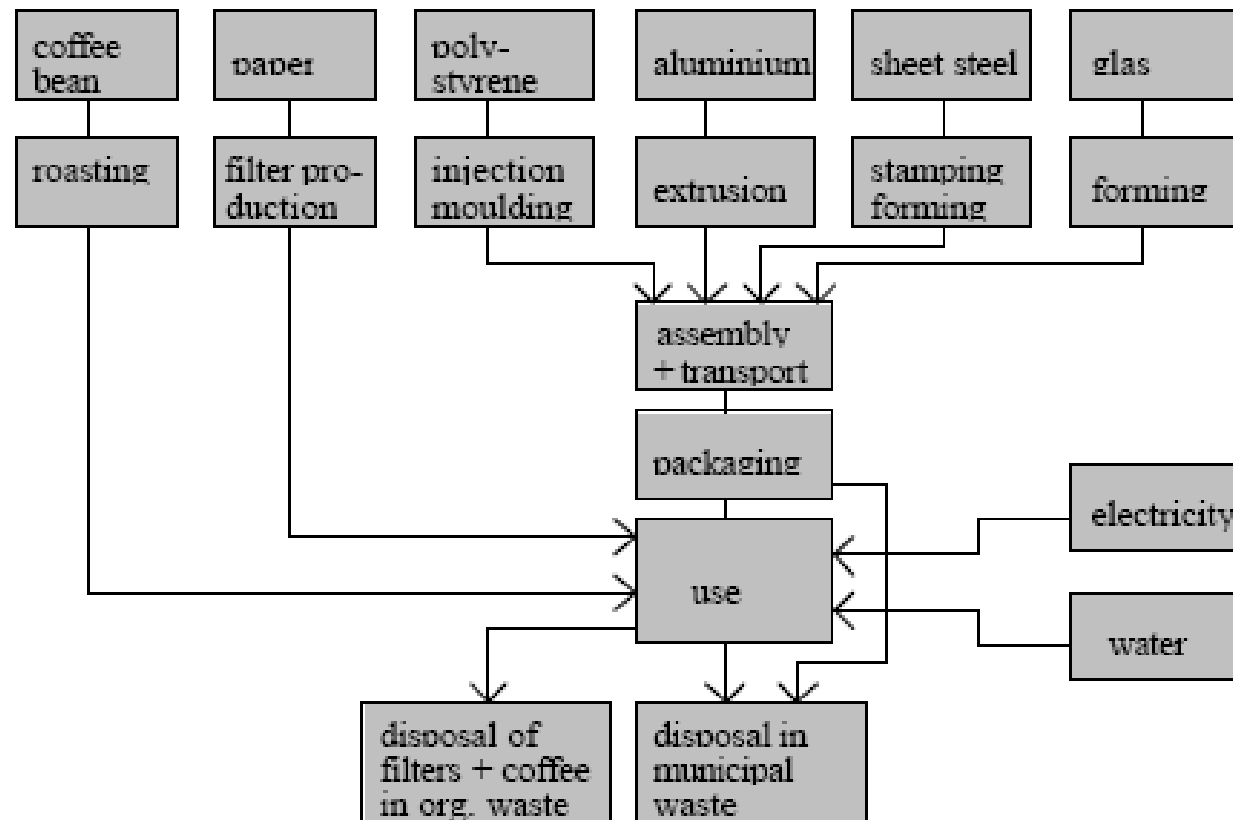 coffee
bean
paper
poly-
styrene
aluminium
sheet steel
glas
roasting
filter pro-
duction
injection
moulding
extrusion
stamping
forming
forming
assembly
+ transport
packaging
electricity
use
water
disposal of
filters + coffee
in org. waste
disposal in
municipal
waste